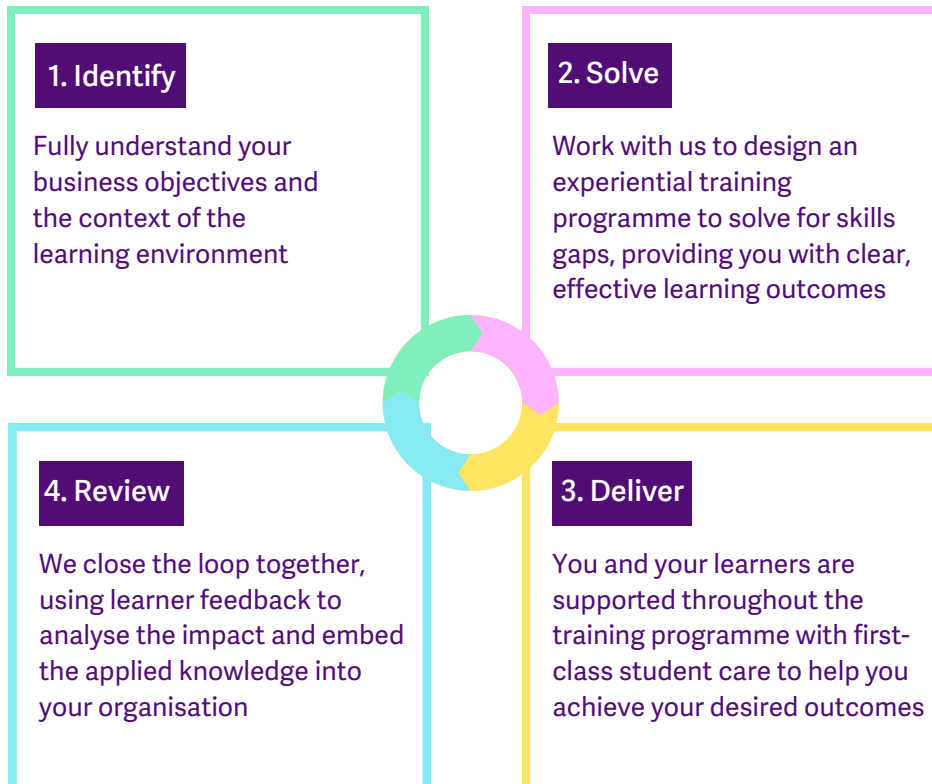 1. Identify
Fully understand your
business objectives and
the context of the
learning environment
2. Solve
Work with us to design an
experiential training
programme to solve for skills
gaps, providing you with clear,
effective learning outcomes
3. Deliver
You and your learners are
supported throughout the
training programme with first-
class student care to help you
achieve your desired outcomes
4. Review
We close the loop together,
using learner feedback to
analyse the impact and embed
the applied knowledge into
your organisation